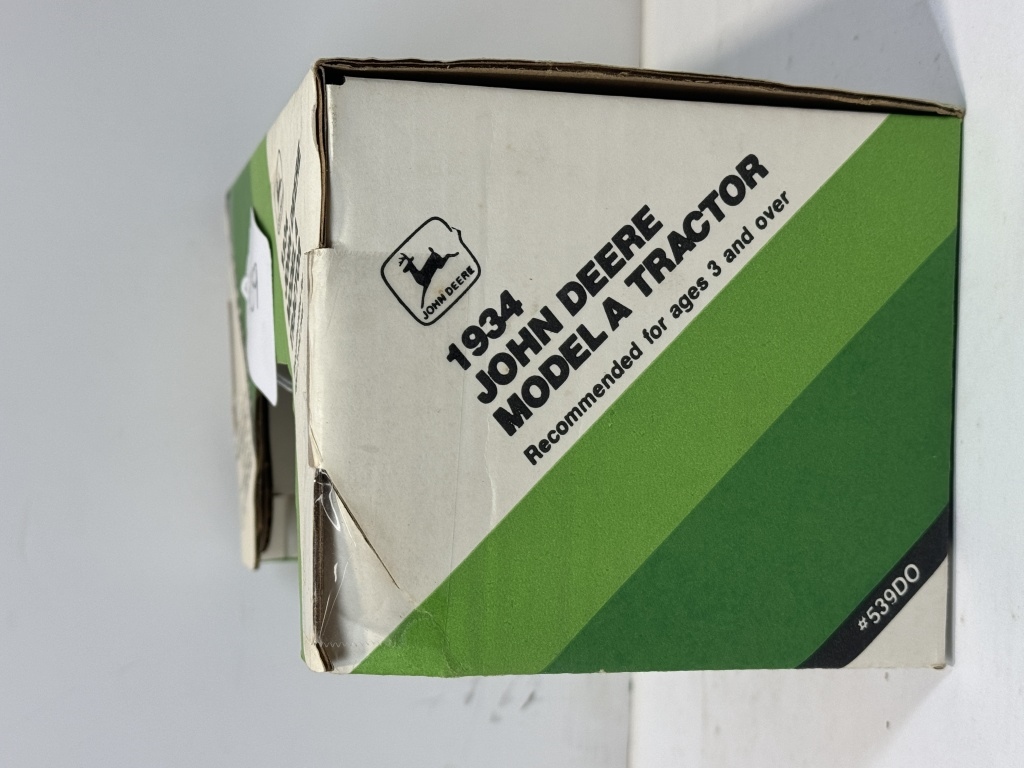 JOHN DEERE
1934
JOHN DEERE
MODEL A TRACTOR
Recommended for ages 3 and over
#539DO